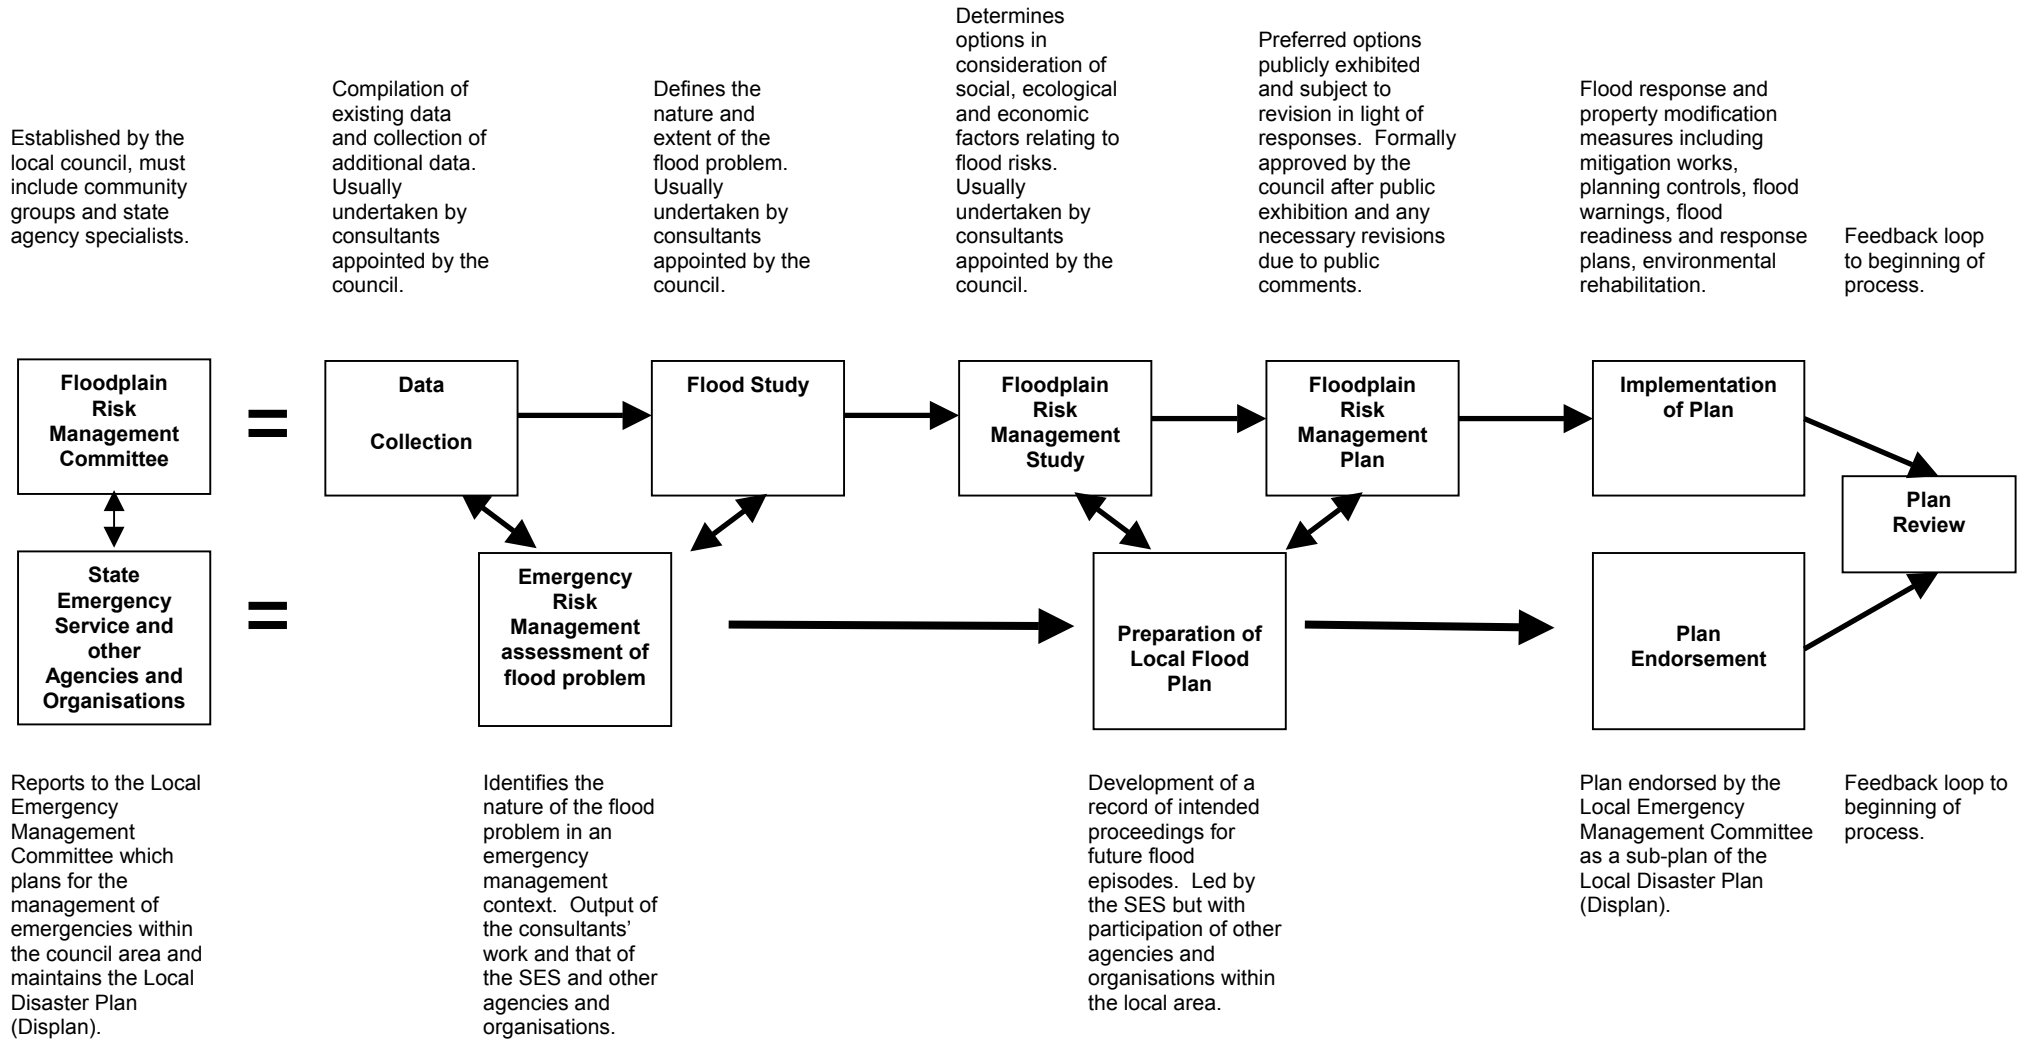 Established by the
local council, must
include community
groups and state
agency specialists.
Compilation of
existing data
and collection of
additional data.
Usually
undertaken by
consultants
appointed by the
council.
Defines the
nature and
extent of the
flood problem.
Usually
undertaken by
consultants
appointed by the
council.
Determines
options in
consideration of
social, ecological
and economic
factors relating to
flood risks.
Usually
undertaken by
consultants
appointed by the
council.
Preferred options
publicly exhibited
and subject to
revision in light of
responses.  Formally
approved by the
council after public
exhibition and any
necessary revisions
due to public
comments.
Flood response and
property modification
measures including
mitigation works,
planning controls, flood
warnings, flood
readiness and response
plans, environmental
rehabilitation.
Feedback loop
to beginning of
process.
Floodplain
Risk
Management
Committee
=
Data
Collection
Flood Study
Floodplain
Risk
Management
Study
Floodplain
Risk
Management
Plan
Implementation
of Plan
Plan
Review
State
Emergency
Service and
other
Agencies and
Organisations
=
Emergency
Risk
Management
assessment of
flood problem
Preparation of
Local Flood
Plan
Plan
Endorsement
Reports to the Local
Emergency
Management
Committee which
plans for the
management of
emergencies within
the council area and
maintains the Local
Disaster Plan
(Displan).
Identifies the
nature of the flood
problem in an
emergency
management
context.  Output of
the consultants’
work and that of
the SES and other
agencies and
organisations.
Development of a
record of intended
proceedings for
future flood
episodes.  Led by
the SES but with
participation of other
agencies and
organisations within
the local area.
Plan endorsed by the
Local Emergency
Management Committee
as a sub-plan of the
Local Disaster Plan
(Displan).
Feedback loop to
beginning of
process.